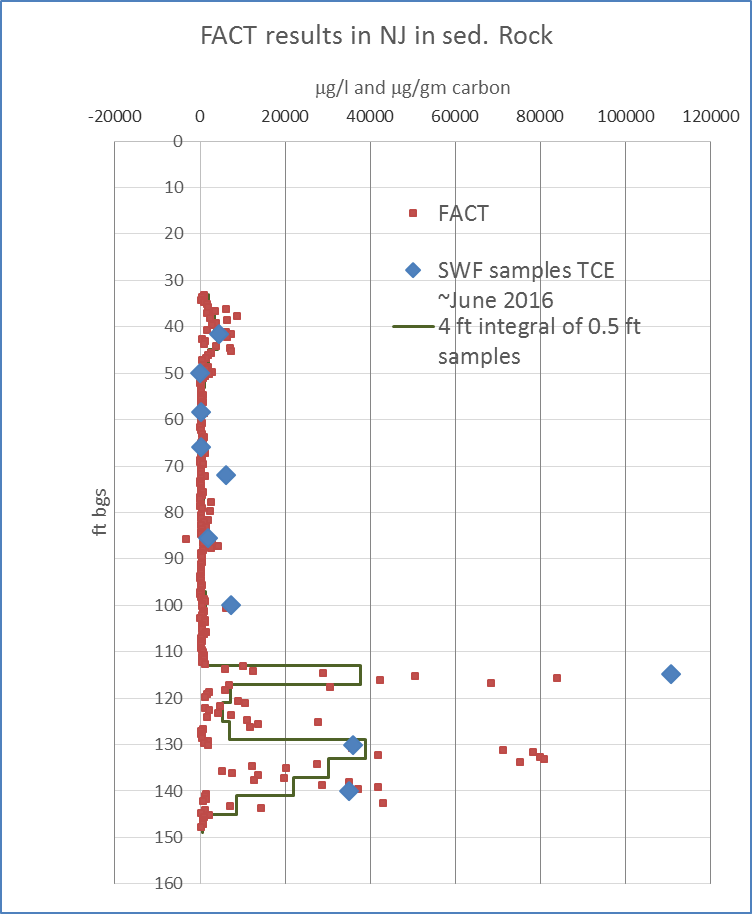 FACT results in NJ in sed. Rock
µg/l and µg/gm carbon
-20000 0 20000 40000 60000 80000 100000 120000
0
10
20
30
40
50
60
70
80
90
100
110
120
130
140
150
160
ft bgs
FACT
SWF samples TCE
~June 2016
4 ft integral of 0.5 ft
samples